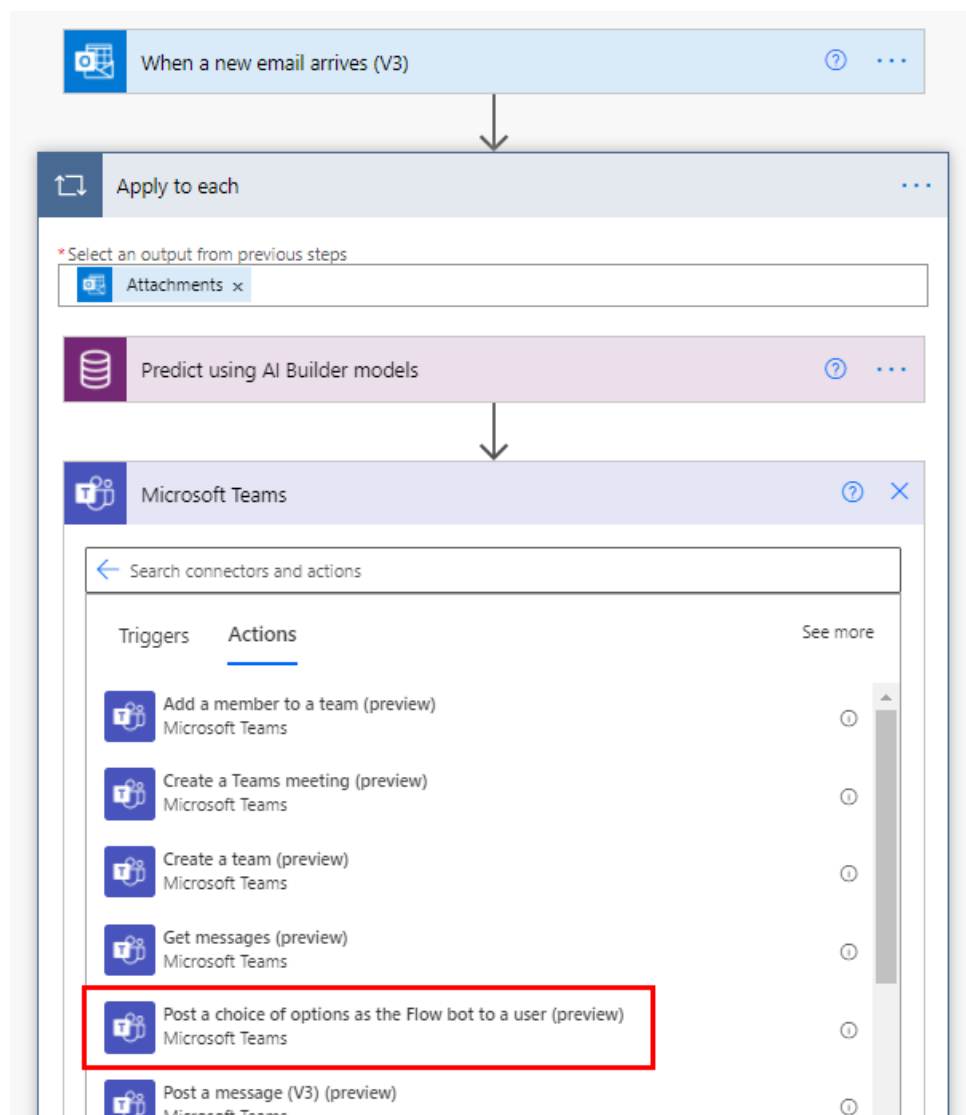 When a new email arrives (V3)
Apply to each
* Select an output from previous steps
Attachments ×
Predict using AI Builder models
Microsoft Teams
Search connectors and actions
Triggers Actions See more
Add a member to a team (preview)
Microsoft Teams
Create a Teams meeting (preview)
Microsoft Teams
Create a team (preview)
Microsoft Teams
Get messages (preview)
Microsoft Teams
Post a choice of options as the Flow bot to a user (preview)
Microsoft Teams
Post a message (V3) (preview)
Microsoft Teams